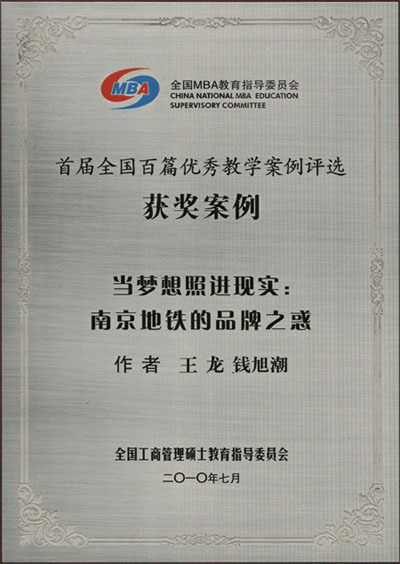 MBA
全国MBA教育指导委员会
CHINA NATIONAL MBA EDUCATION
SUPERVISORY COMMITTEE
首届全国百篇优秀教学案例评选
获奖案例
当梦想照进现实：
南京地铁的品牌之惑
作者 王龙 钱旭潮
全国工商管理硕士教育指导委员会
二〇一〇年七月